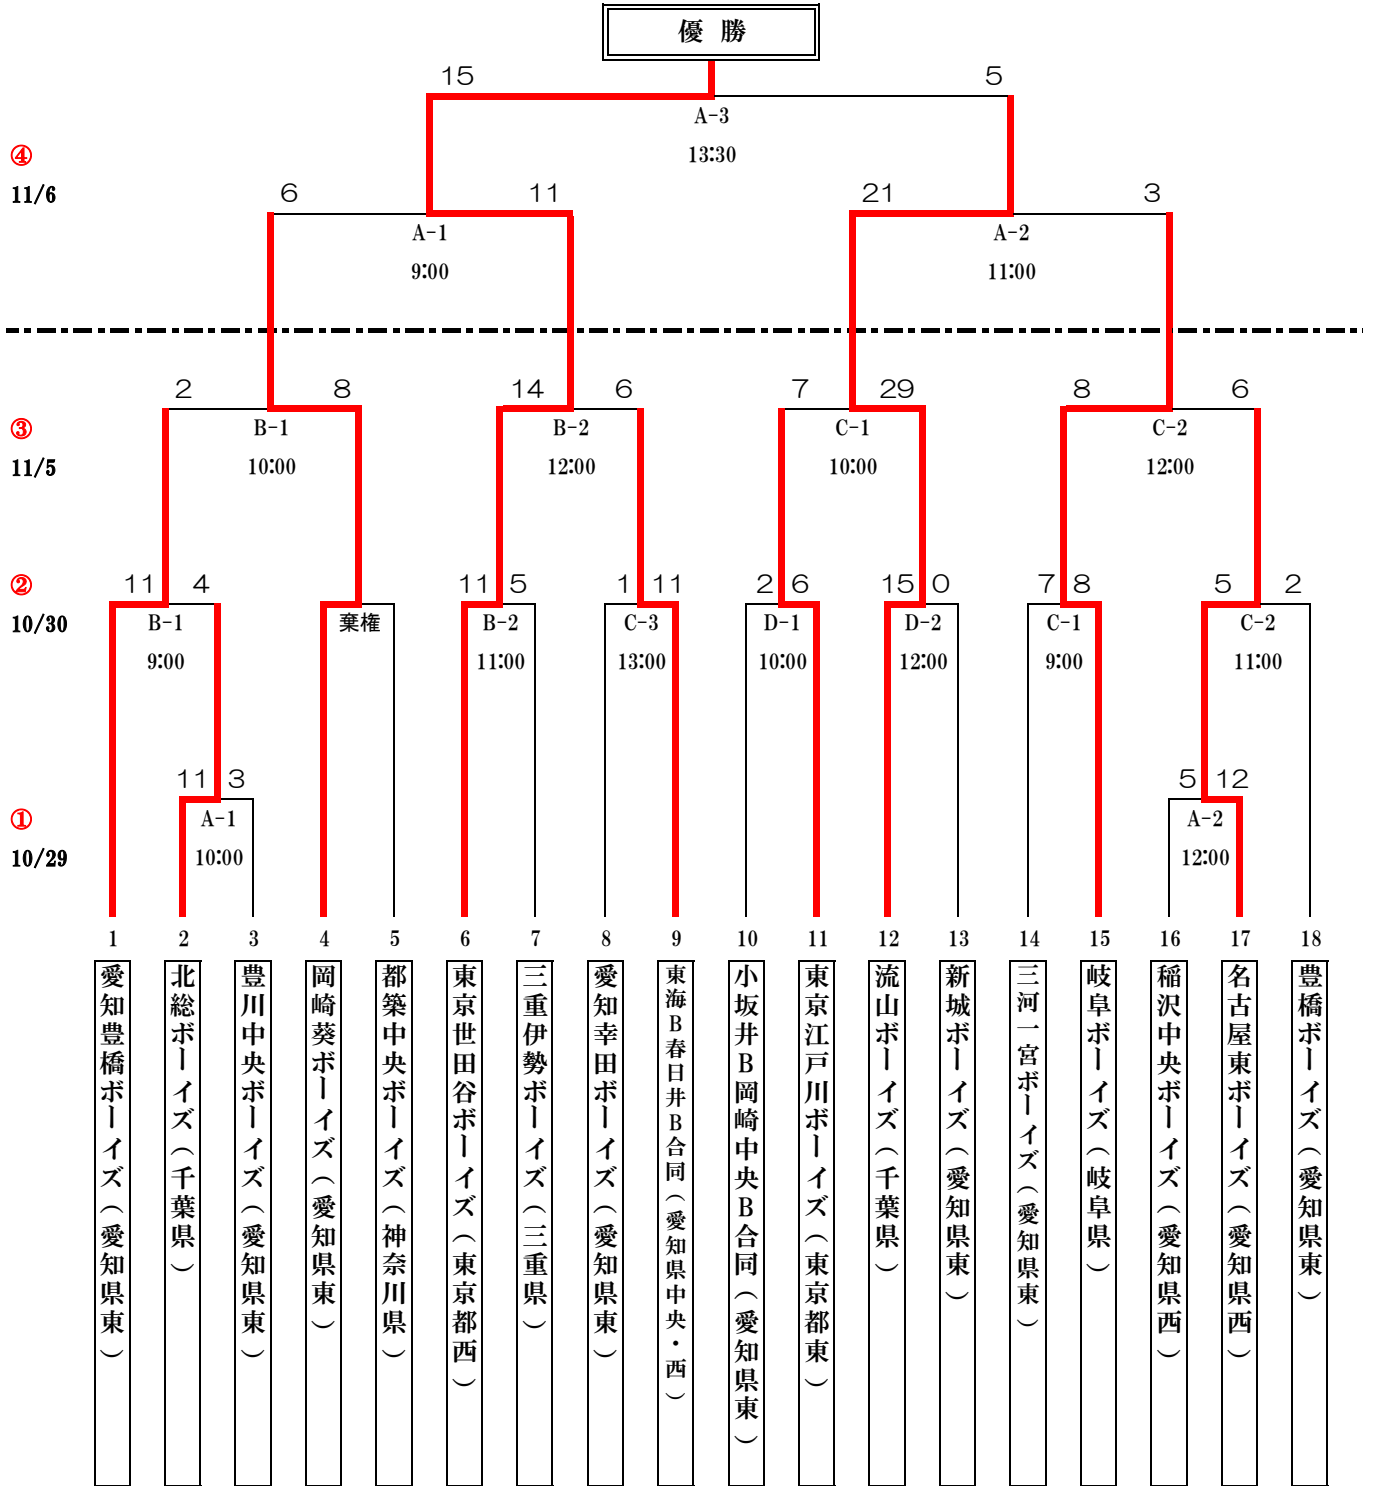 優 勝
15 5
A-3
④ 13:30
11/6 6 11 21 3
A-1 A-2
9:00 11:00
2 8 14 6 7 29 8 6
③ B-1 B-2 C-1 C-2
11/5 10:00 12:00 10:00 12:00
② 11 4 11 5 1 11 2 6 15 0 7 8 5 2
10/30 B-1 棄権 B-2 C-3 D-1 D-2 C-1 C-2
9:00 11:00 13:00 10:00 12:00 9:00 11:00
11 3 5 12
① A-1 A-2
10/29 10:00 12:00
1 2 3 4 5 6 7 8 9 10 11 12 13 14 15 16 17 18
愛知豊橋ボーイズ(愛知県東)
北総ボーイズ(千葉県)
豊川中央ボーイズ(愛知県東)
岡崎葵ボーイズ(愛知県東)
都築中央ボーイズ(神奈川県)
東京世田谷ボーイズ(東京都西)
三重伊勢ボーイズ(三重県)
愛知幸田ボーイズ(愛知県東)
東海B春日井B合同(愛知県中央・西)
小坂井B岡崎中央B合同(愛知県東)
東京江戸川ボーイズ(東京都東)
流山ボーイズ(千葉県)
新城ボーイズ(愛知県東)
三河一宮ボーイズ(愛知県東)
岐阜ボーイズ(岐阜県)
稲沢中央ボーイズ(愛知県西)
名古屋東ボーイズ(愛知県西)
豊橋ボーイズ(愛知県東)